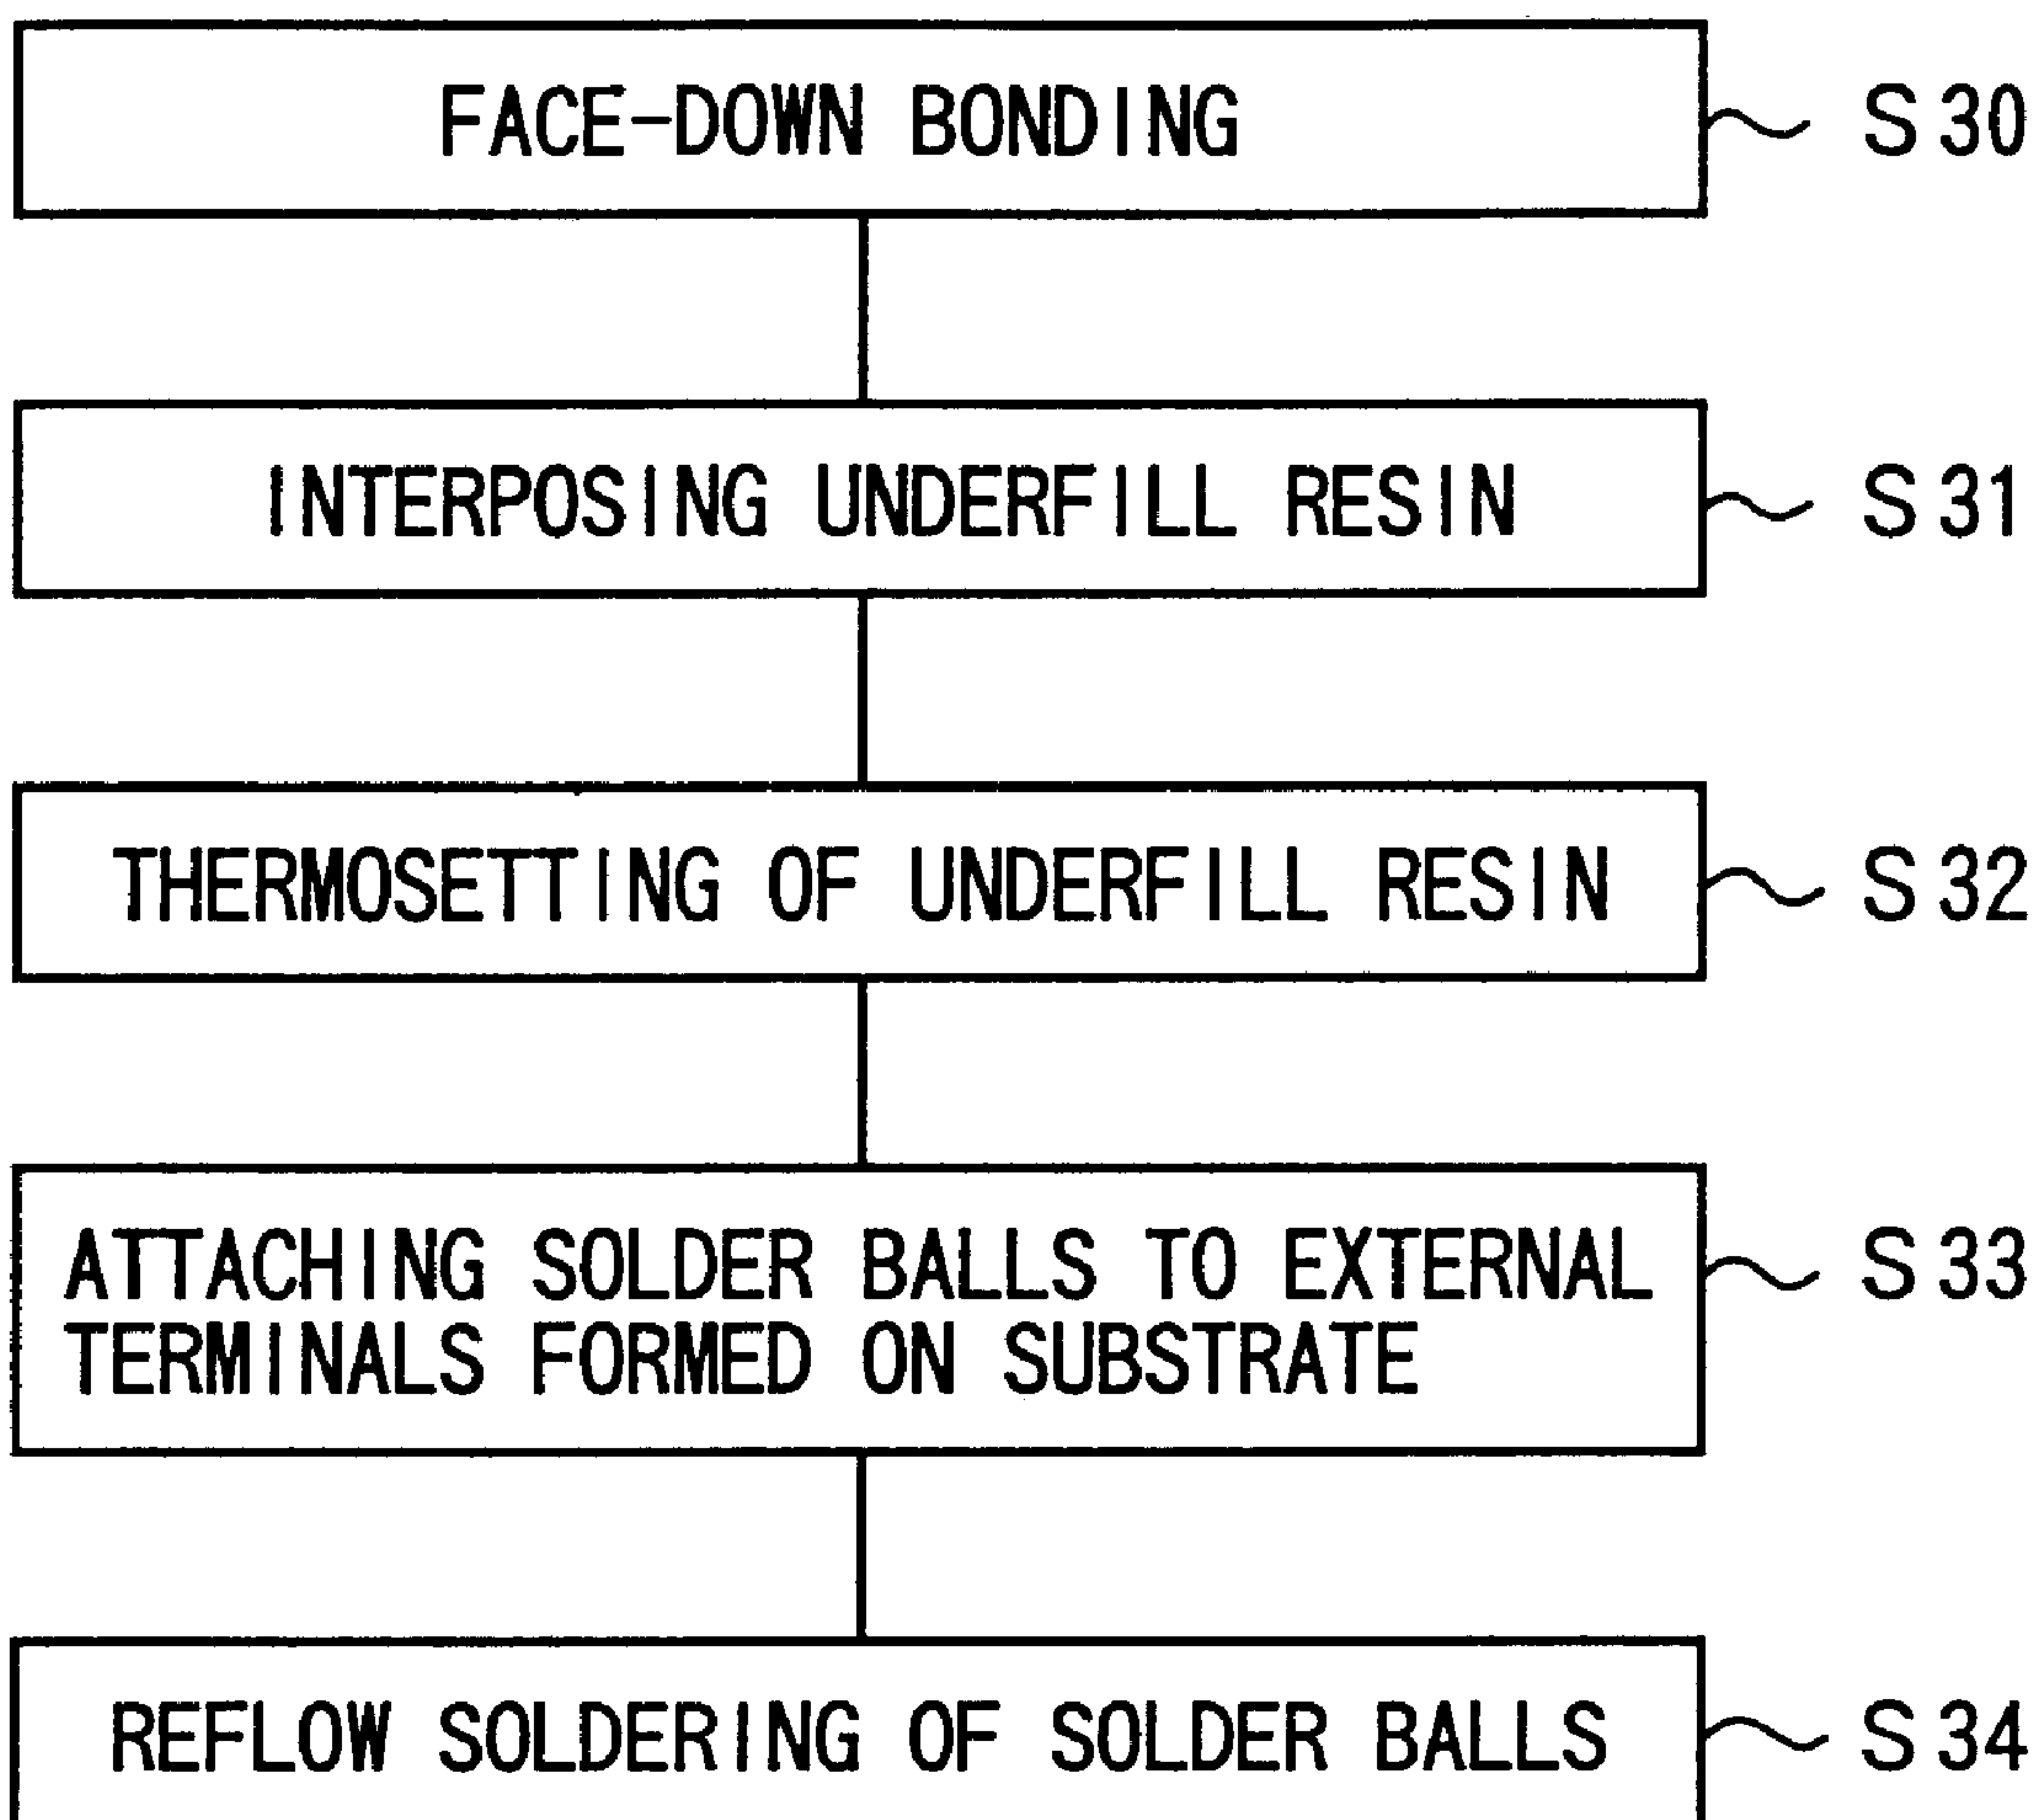 FACE-DOWN BONDING S30
INTERPOSING UNDERFILL RESIN S31
THERMOSETTING OF UNDERFILL RESIN S32
ATTACHING SOLDER BALLS TO EXTERNAL S33
TERMINALS FORMED ON SUBSTRATE
REFLOW SOLDERING OF SOLDER BALLS S34